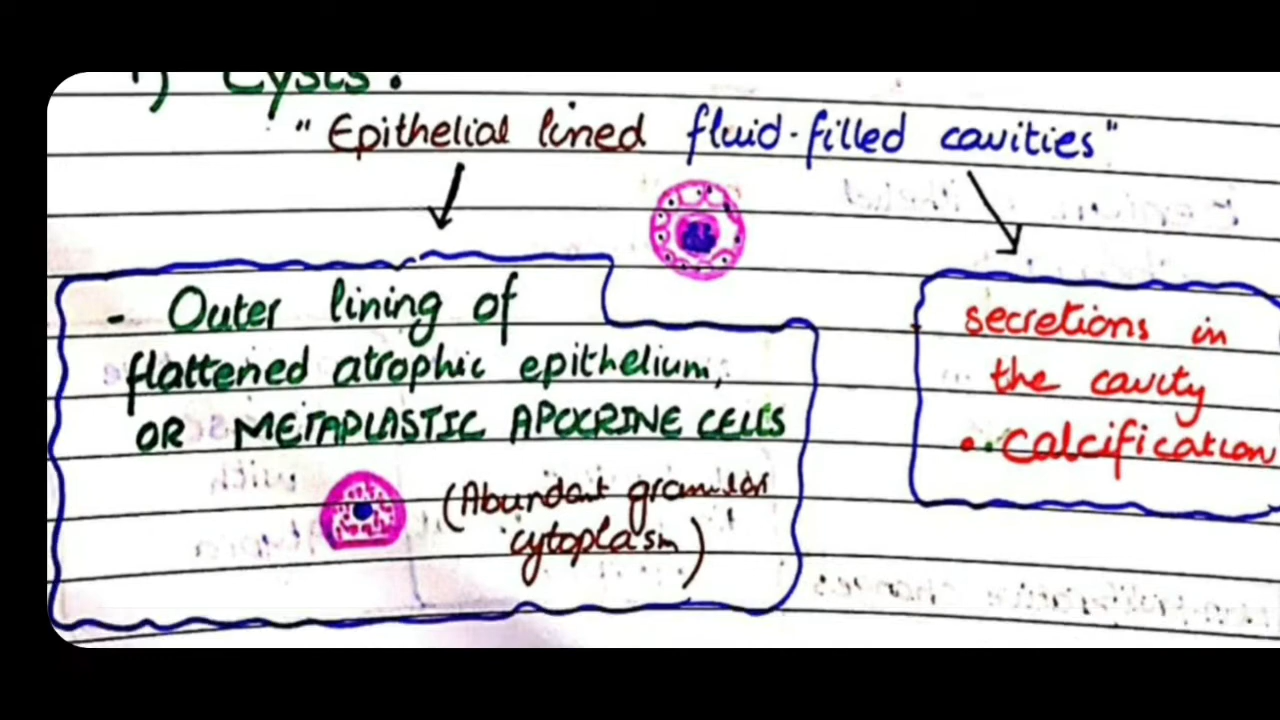 1) Cysts:
"Epithelial lined fluid-filled cavities"
- Outer lining of
flattened atrophic epithelium,
OR METAPLASTIC APOCRINE CELLS
(Abundant granular
cytoplasm)
secretions in
the cavity
• Calcification